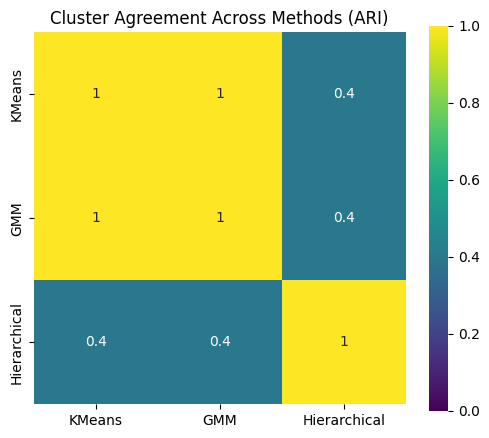 Cluster Agreement Across Methods (ARI)
KMeans 1 1 0.4
GMM 1 1 0.4
Hierarchical 0.4 0.4 1
KMeans GMM Hierarchical
1.0
0.8
0.6
0.4
0.2
0.0